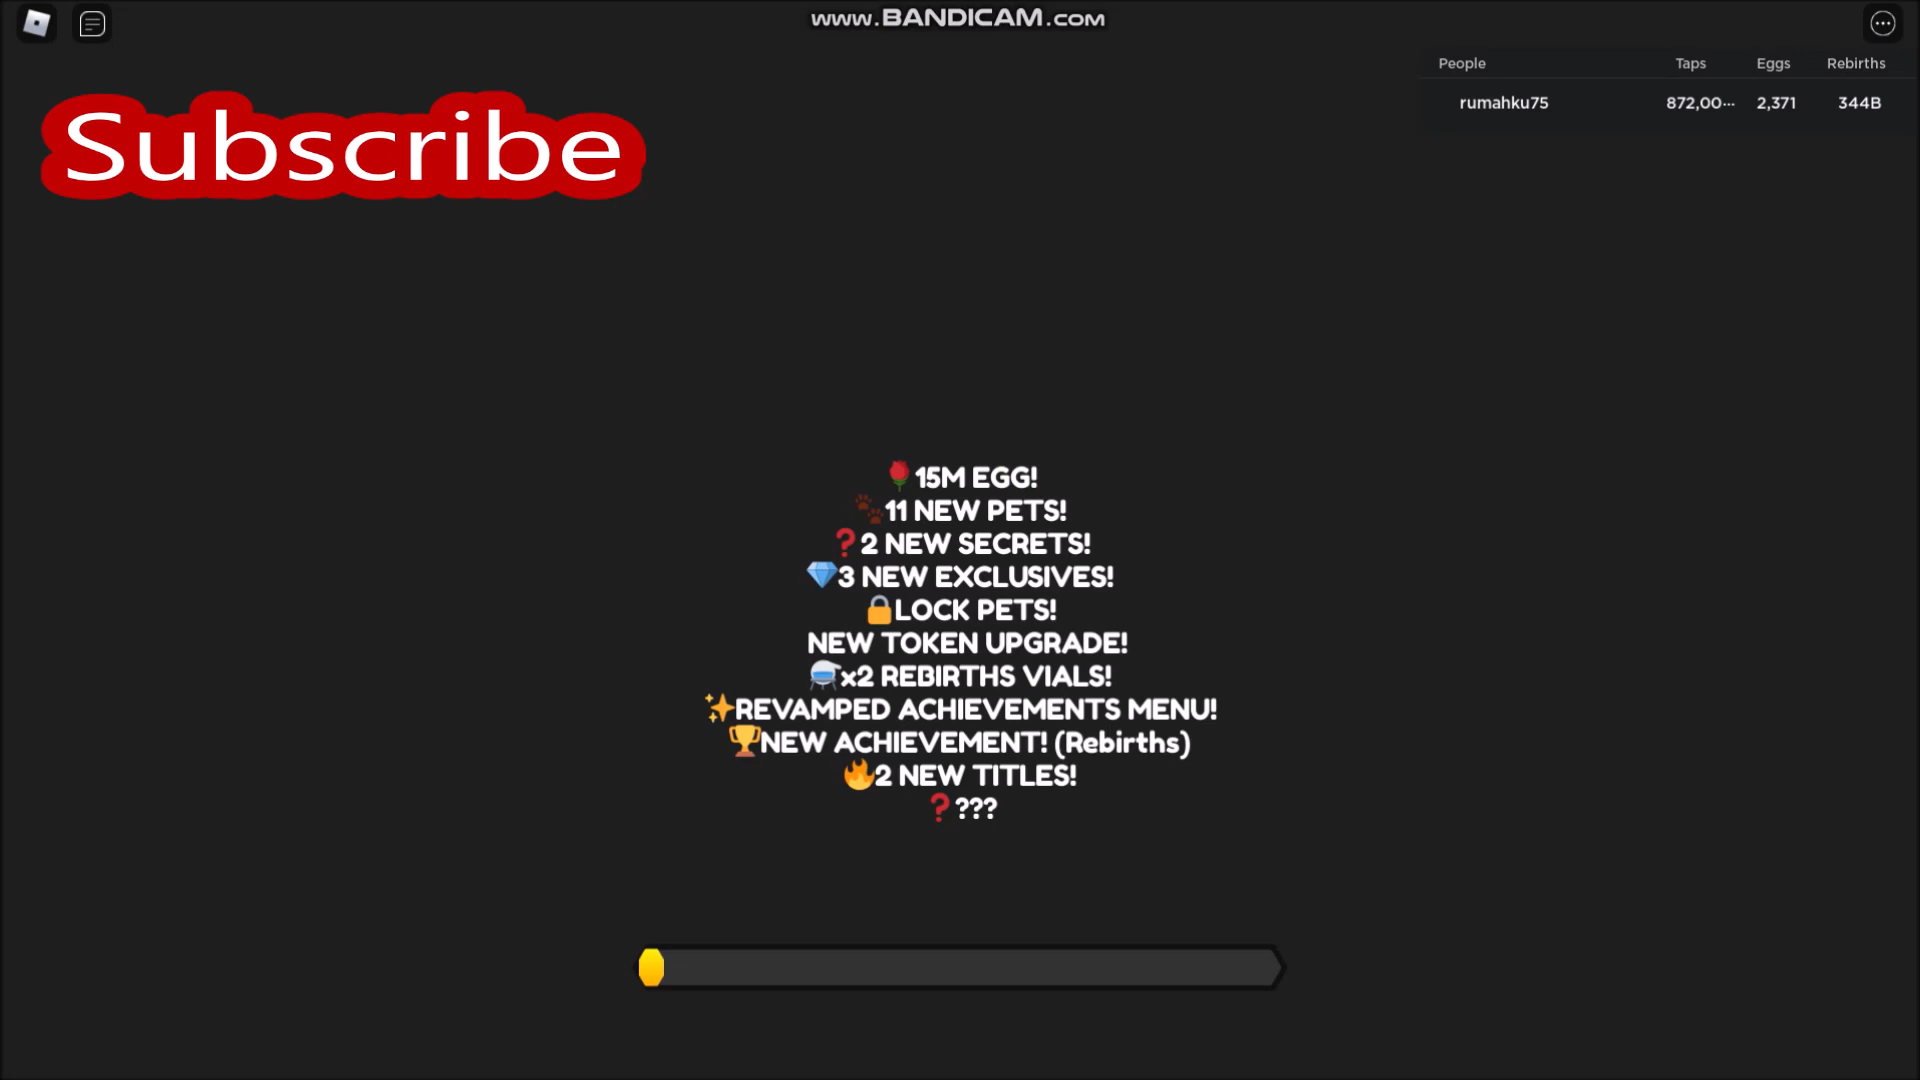 www.BANDICAM.com
Subscribe
People Taps Eggs Rebirths
rumahku75 872,00... 2,371 344B
🌹15M EGG!
🐾11 NEW PETS!
❓2 NEW SECRETS!
💎3 NEW EXCLUSIVES!
🔒LOCK PETS!
NEW TOKEN UPGRADE!
x2 REBIRTHS VIALS!
✨REVAMPED ACHIEVEMENTS MENU!
🏆NEW ACHIEVEMENT! (Rebirths)
🔥2 NEW TITLES!
❓???